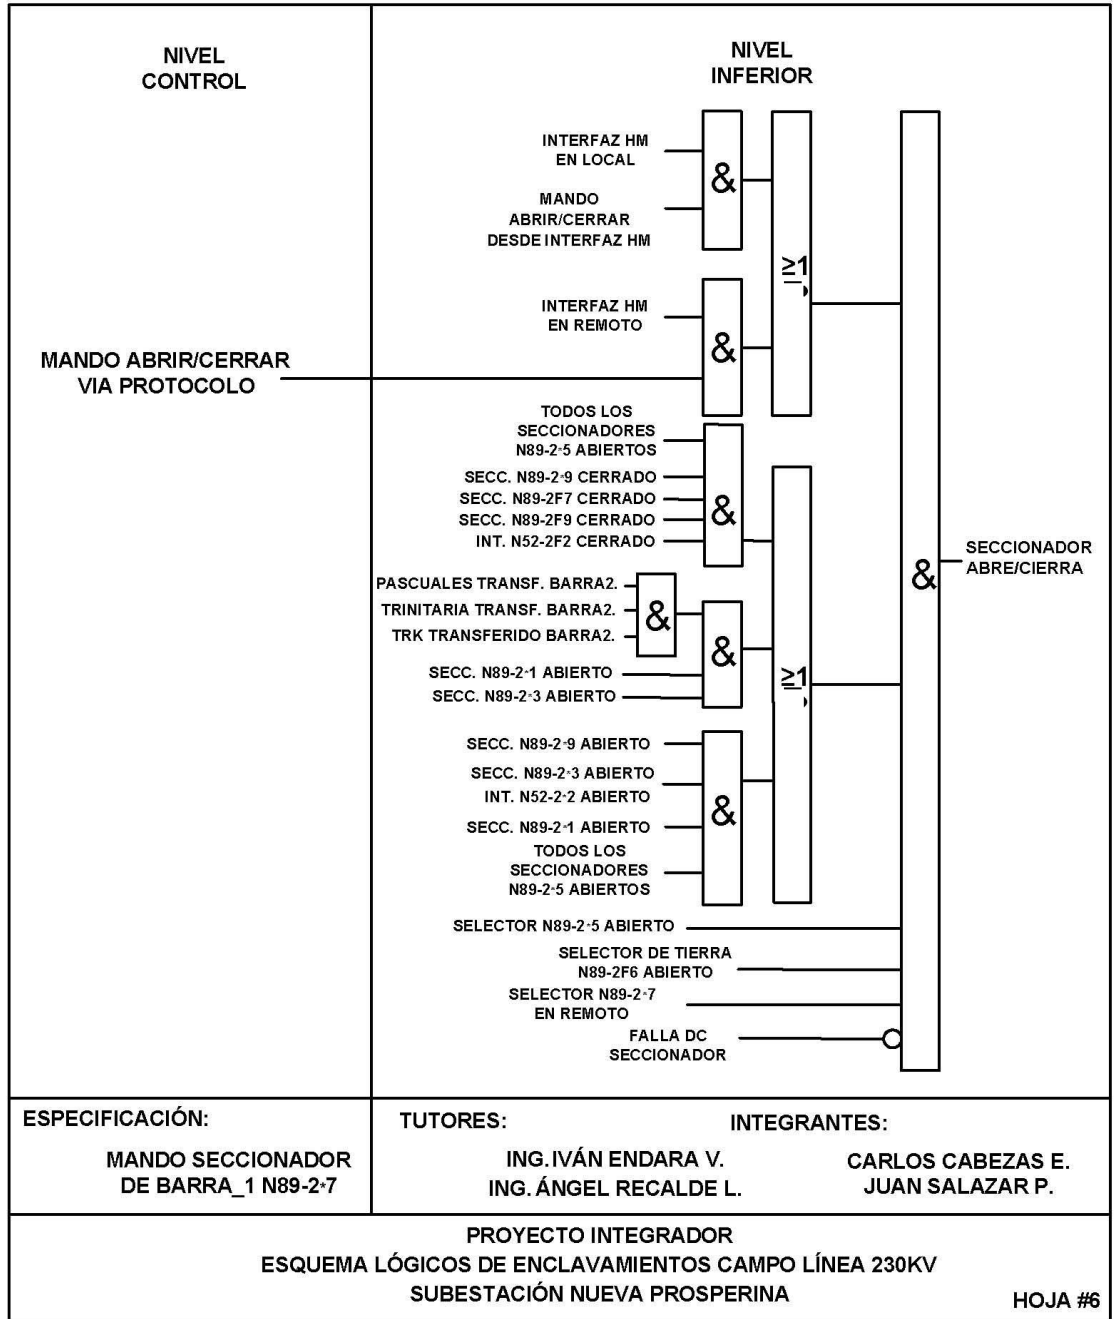 NIVEL
CONTROL
NIVEL
INFERIOR
INTERFAZ HM
EN LOCAL
&
MANDO
ABRIR/CERRAR
DESDE INTERFAZ HM
≥1
INTERFAZ HM
EN REMOTO
&
MANDO ABRIR/CERRAR
VIA PROTOCOLO
TODOS LOS
SECCIONADORES
N89-2*5 ABIERTOS
SECC. N89-2*9 CERRADO
SECC. N89-2F7 CERRADO
SECC. N89-2F9 CERRADO
INT. N52-2F2 CERRADO
&
PASCUALES TRANSF. BARRA2.
TRINITARIA TRANSF. BARRA2.
TRK TRANSFERIDO BARRA2.
&
SECC. N89-2*1 ABIERTO
SECC. N89-2*3 ABIERTO
&
≥1
SECC. N89-2*9 ABIERTO
SECC. N89-2*3 ABIERTO
INT. N52-2*2 ABIERTO
SECC. N89-2*1 ABIERTO
TODOS LOS
SECCIONADORES
N89-2*5 ABIERTOS
&
SELECTOR N89-2*5 ABIERTO
SELECTOR DE TIERRA
N89-2F6 ABIERTO
SELECTOR N89-2*7
EN REMOTO
FALLA DC
SECCIONADOR
&
SECCIONADOR
ABRE/CIERRA
ESPECIFICACIÓN:
MANDO SECCIONADOR
DE BARRA_1 N89-2*7
TUTORES:
ING.IVÁN ENDARA V.
ING. ÁNGEL RECALDE L.
INTEGRANTES:
CARLOS CABEZAS E.
JUAN SALAZAR P.
PROYECTO INTEGRADOR
ESQUEMA LÓGICOS DE ENCLAVAMIENTOS CAMPO LÍNEA 230KV
SUBESTACIÓN NUEVA PROSPERINA
HOJA #6